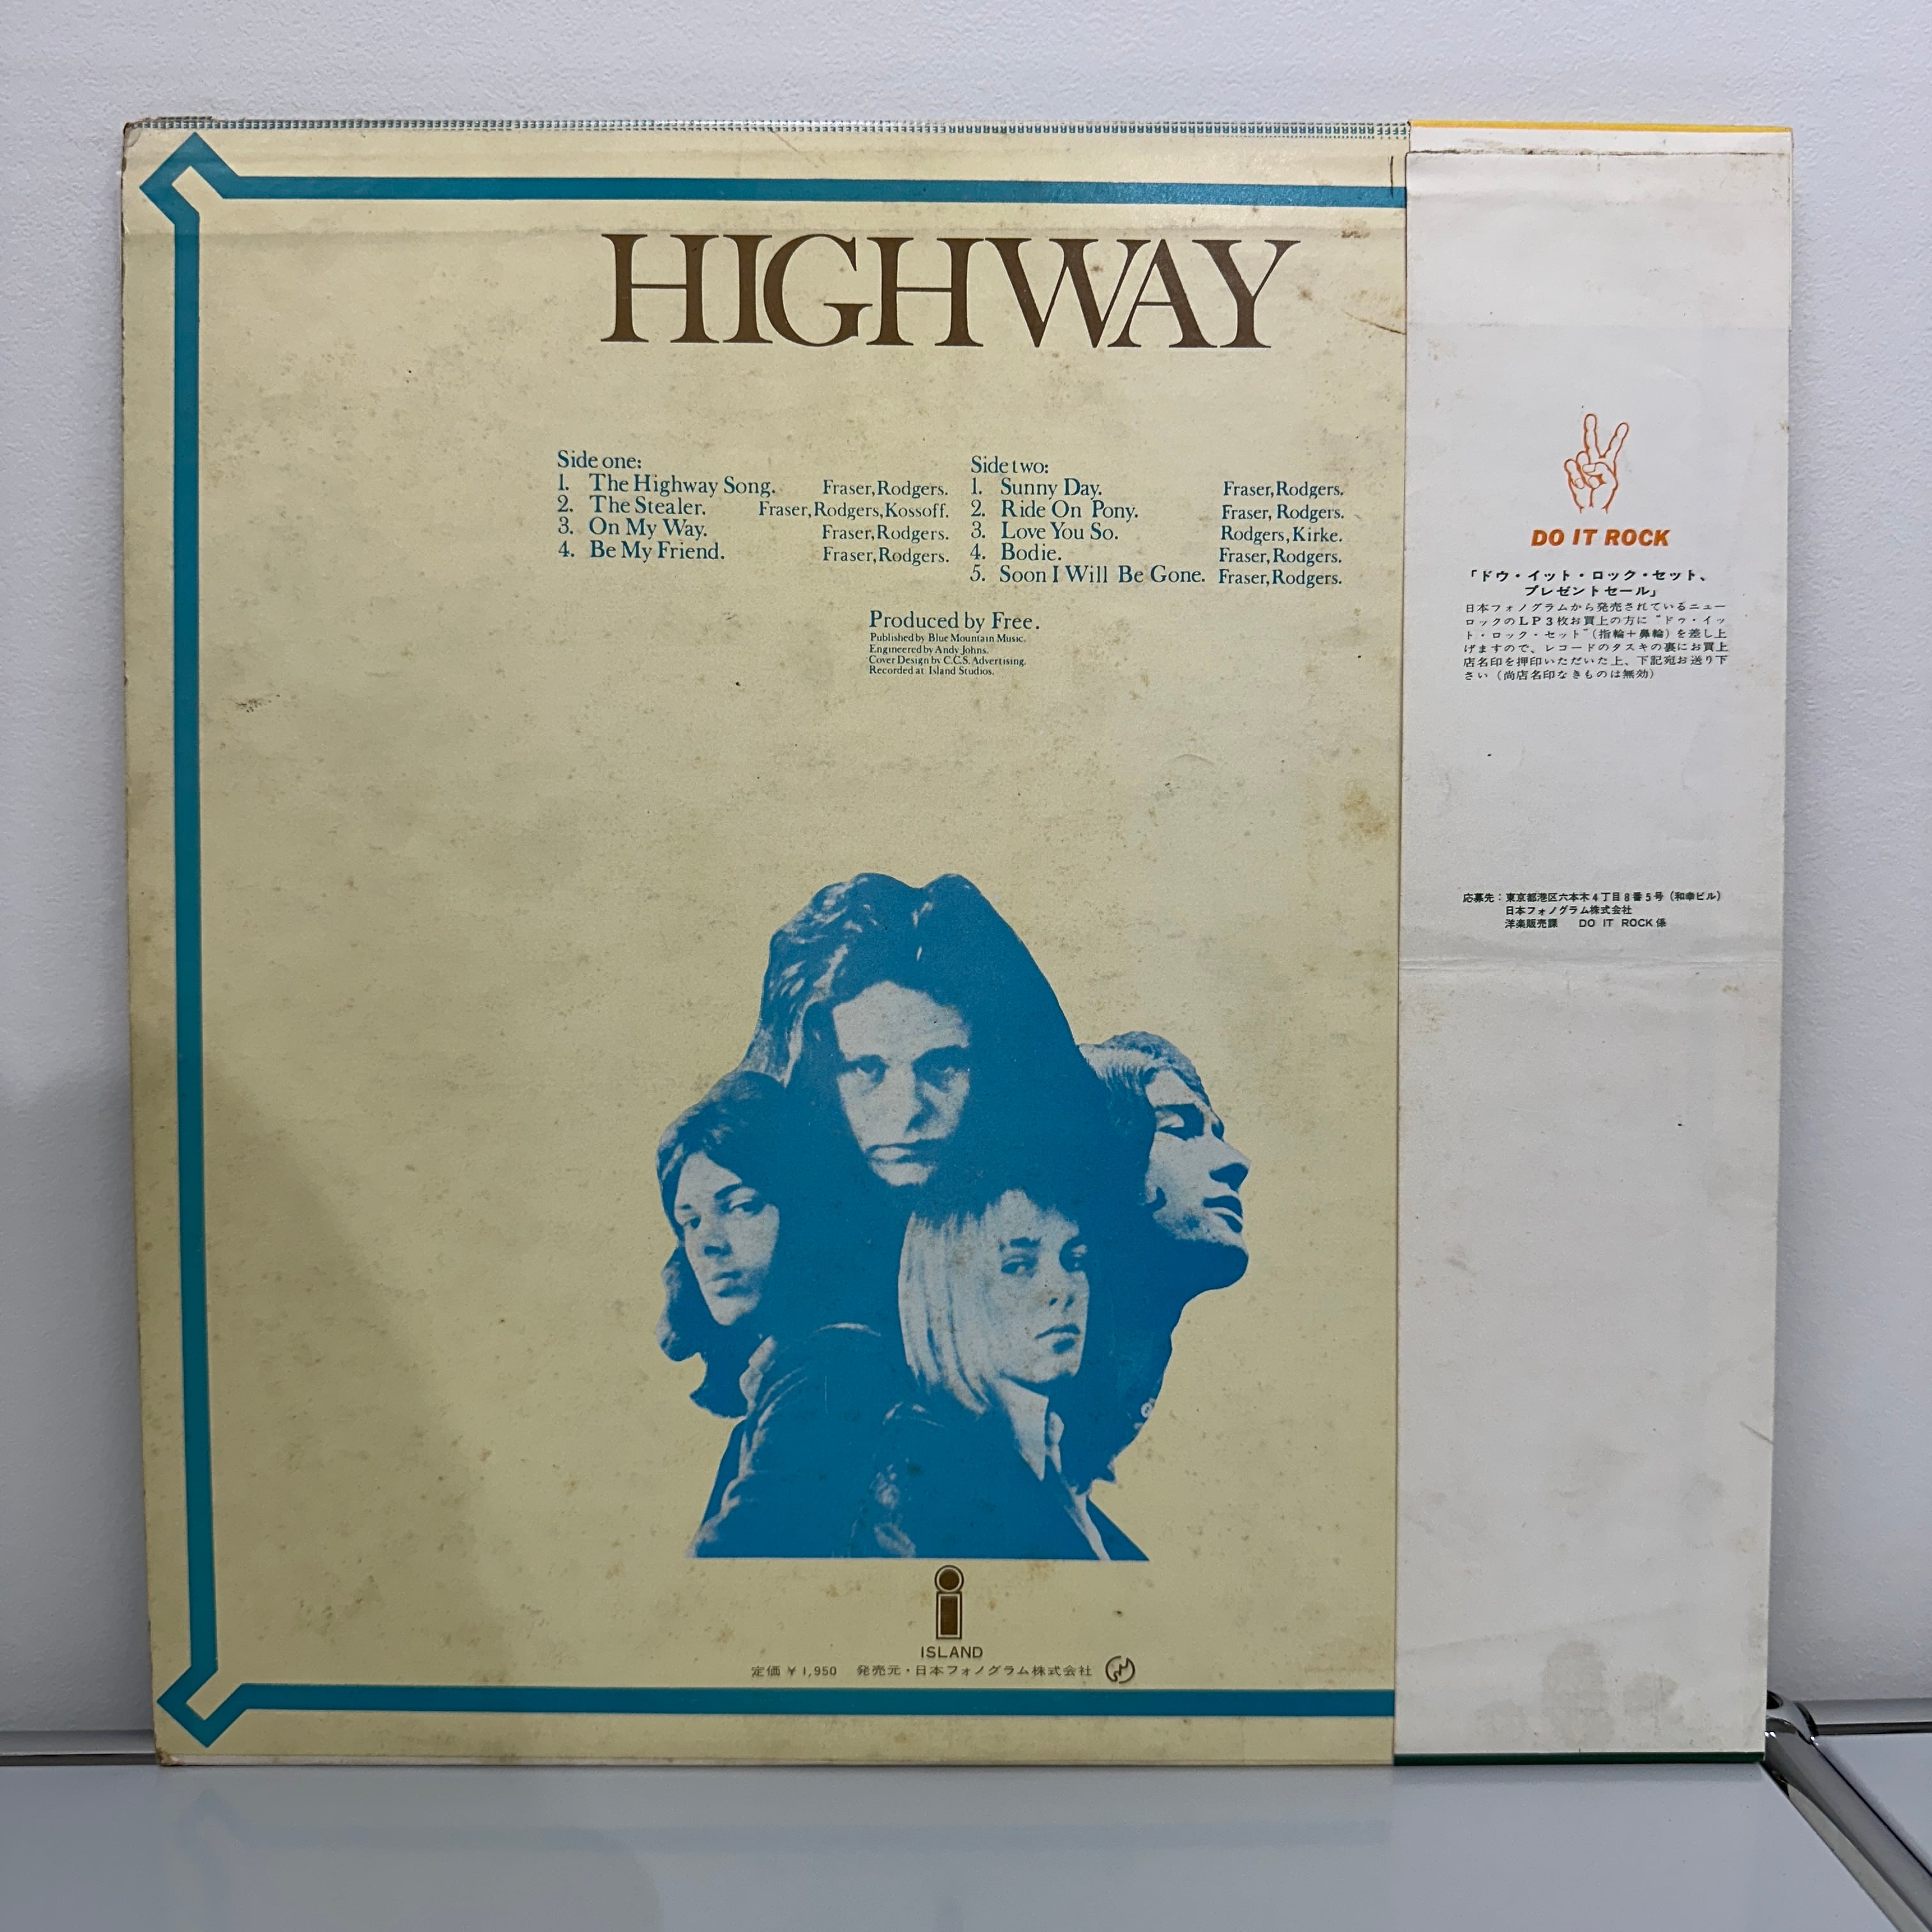 HIGHWAY
Side one:
1. The Highway Song. Fraser,Rodgers.
2. The Stealer. Fraser,Rodgers,Kossoff.
3. On My Way. Fraser,Rodgers.
4. Be My Friend. Fraser,Rodgers.
Side two:
1. Sunny Day. Fraser,Rodgers.
2. Ride On Pony. Fraser, Rodgers.
3. Love You So. Rodgers,Kirke.
4. Bodie. Fraser,Rodgers.
5. Soon I Will Be Gone. Fraser,Rodgers.
Produced by Free.
Published by Blue Mountain Music.
Engineered by Andy Johns.
Cover Design by C.C.S. Advertising.
Recorded at Island Studios.
i
ISLAND
定価 ¥ 1,950 発売元・日本フォノグラム株式会社
DO IT ROCK
「ドゥ・イット・ロック・セット、
プレゼントセール」
日本フォノグラムから発売されているニュー
ロックのLP3枚お買上の方に“ドゥ・イッ
ト・ロック・セット”(指輪+鼻輪)を差し上
げますので、レコードのタスキの裏にお買上
店名印を押印いただいた上、下記宛お送り下
さい(尚店名印なきものは無効)
応募先:東京都港区六本木4丁目8番5号(和幸ビル)
日本フォノグラム株式会社
洋楽販売課 DO IT ROCK係